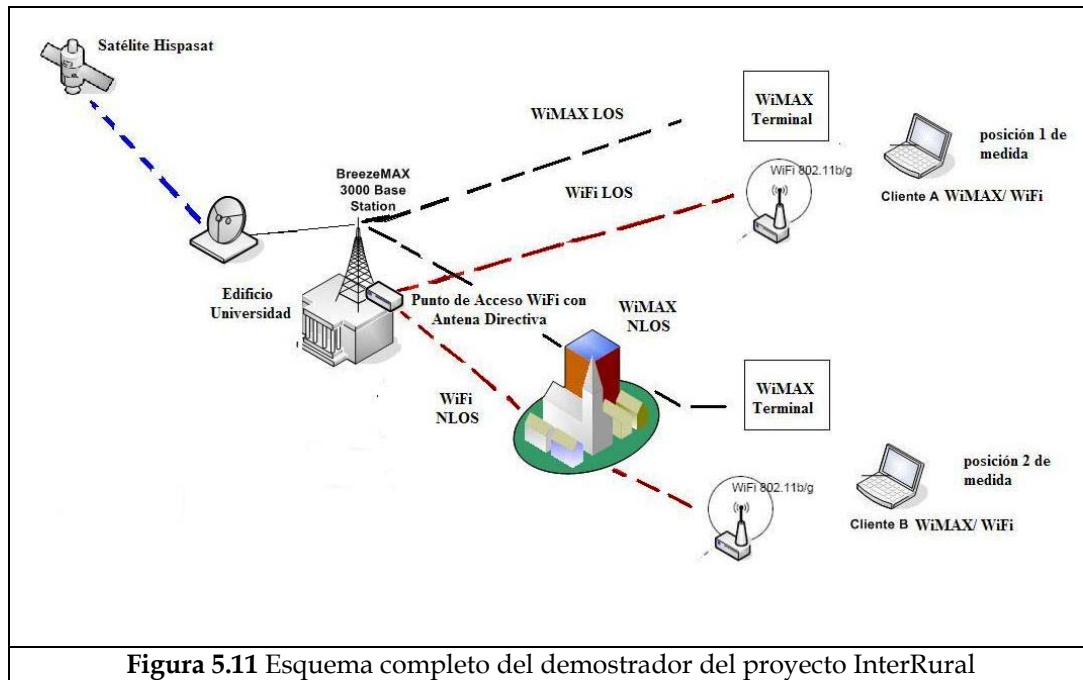 Satélite Hispasat
WiMAX LOS
WiMAX
Terminal
posición 1 de
medida
BreezeMAX
3000 Base
Station
WiFi LOS
WiFi 802.11b/g
Cliente A WiMAX/ WiFi
Edificio
Universidad
Punto de Acceso WiFi con
Antena Directiva
WiMAX
NLOS
WiFi
NLOS
WiMAX
Terminal
posición 2 de
medida
WiFi 802.11b/g
Cliente B WiMAX/ WiFi
Figura 5.11 Esquema completo del demostrador del proyecto InterRural